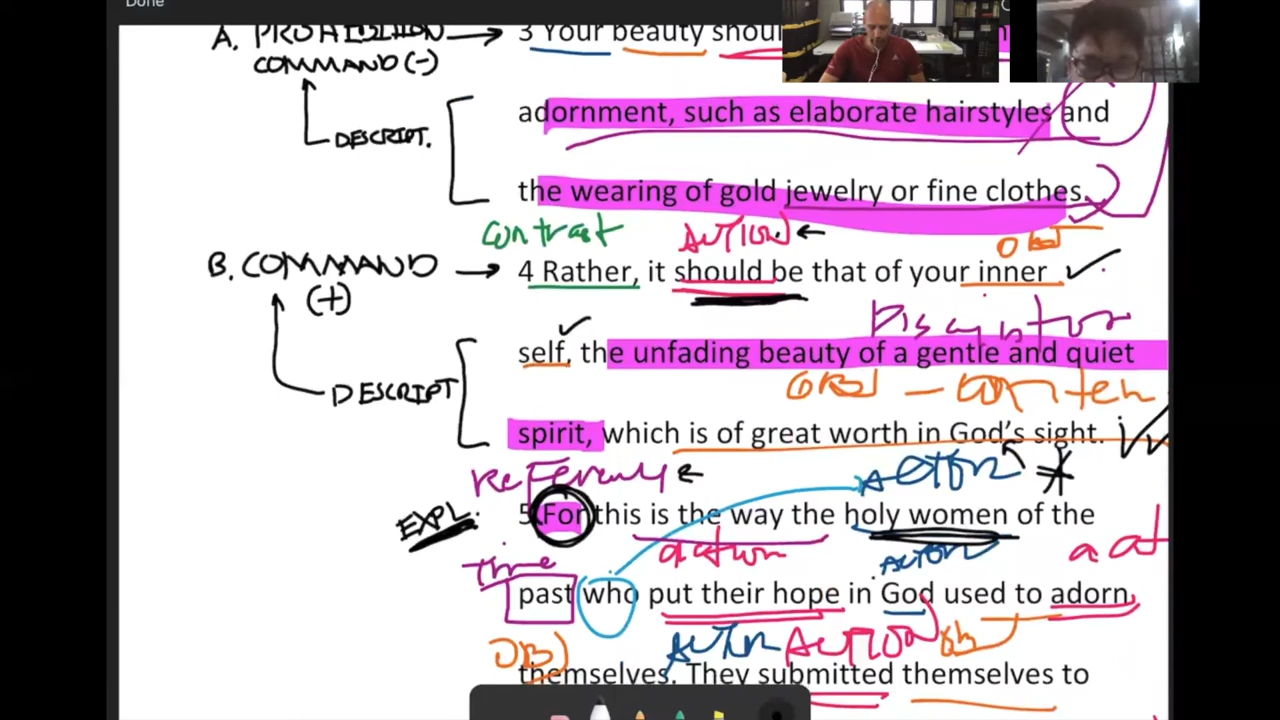 Done
A. PROHIBITION → 3 Your beauty shoul
COMMAND (-)
adornment, such as elaborate hairstyles and
DESCRIPT.
the wearing of gold jewelry or fine clothes.
contrast ACTION ←
B. COMMAND → 4 Rather, it should be that of your inner
(+)
self, the unfading beauty of a gentle and quiet
DESCRIPT
spirit, which is of great worth in God's sight.
Reference ← ACTOR
EXPL. 5 For this is the way the holy women of the
time action ACTOR
past who put their hope in God used to adorn
ACTION
themselves. They submitted themselves to